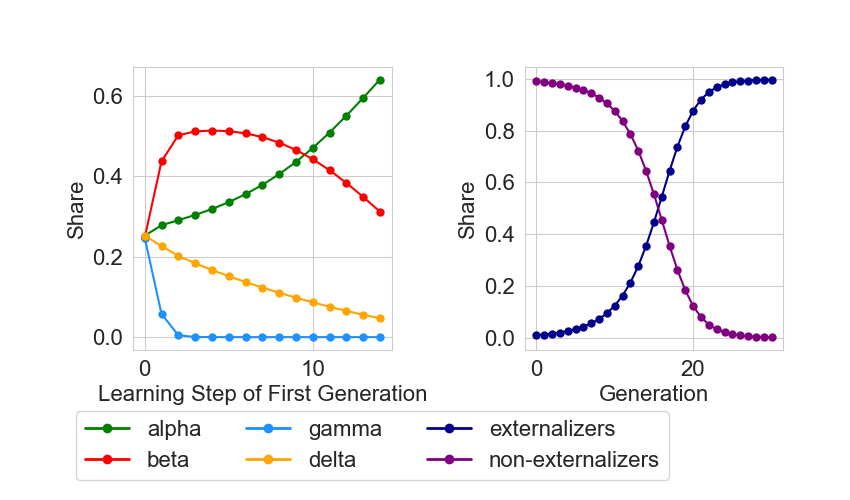 Share
0.6
0.4
0.2
0.0
0
10
Learning Step of First Generation
Share
1.0
0.8
0.6
0.4
0.2
0.0
0
20
Generation
alpha
gamma
externalizers
beta
delta
non-externalizers